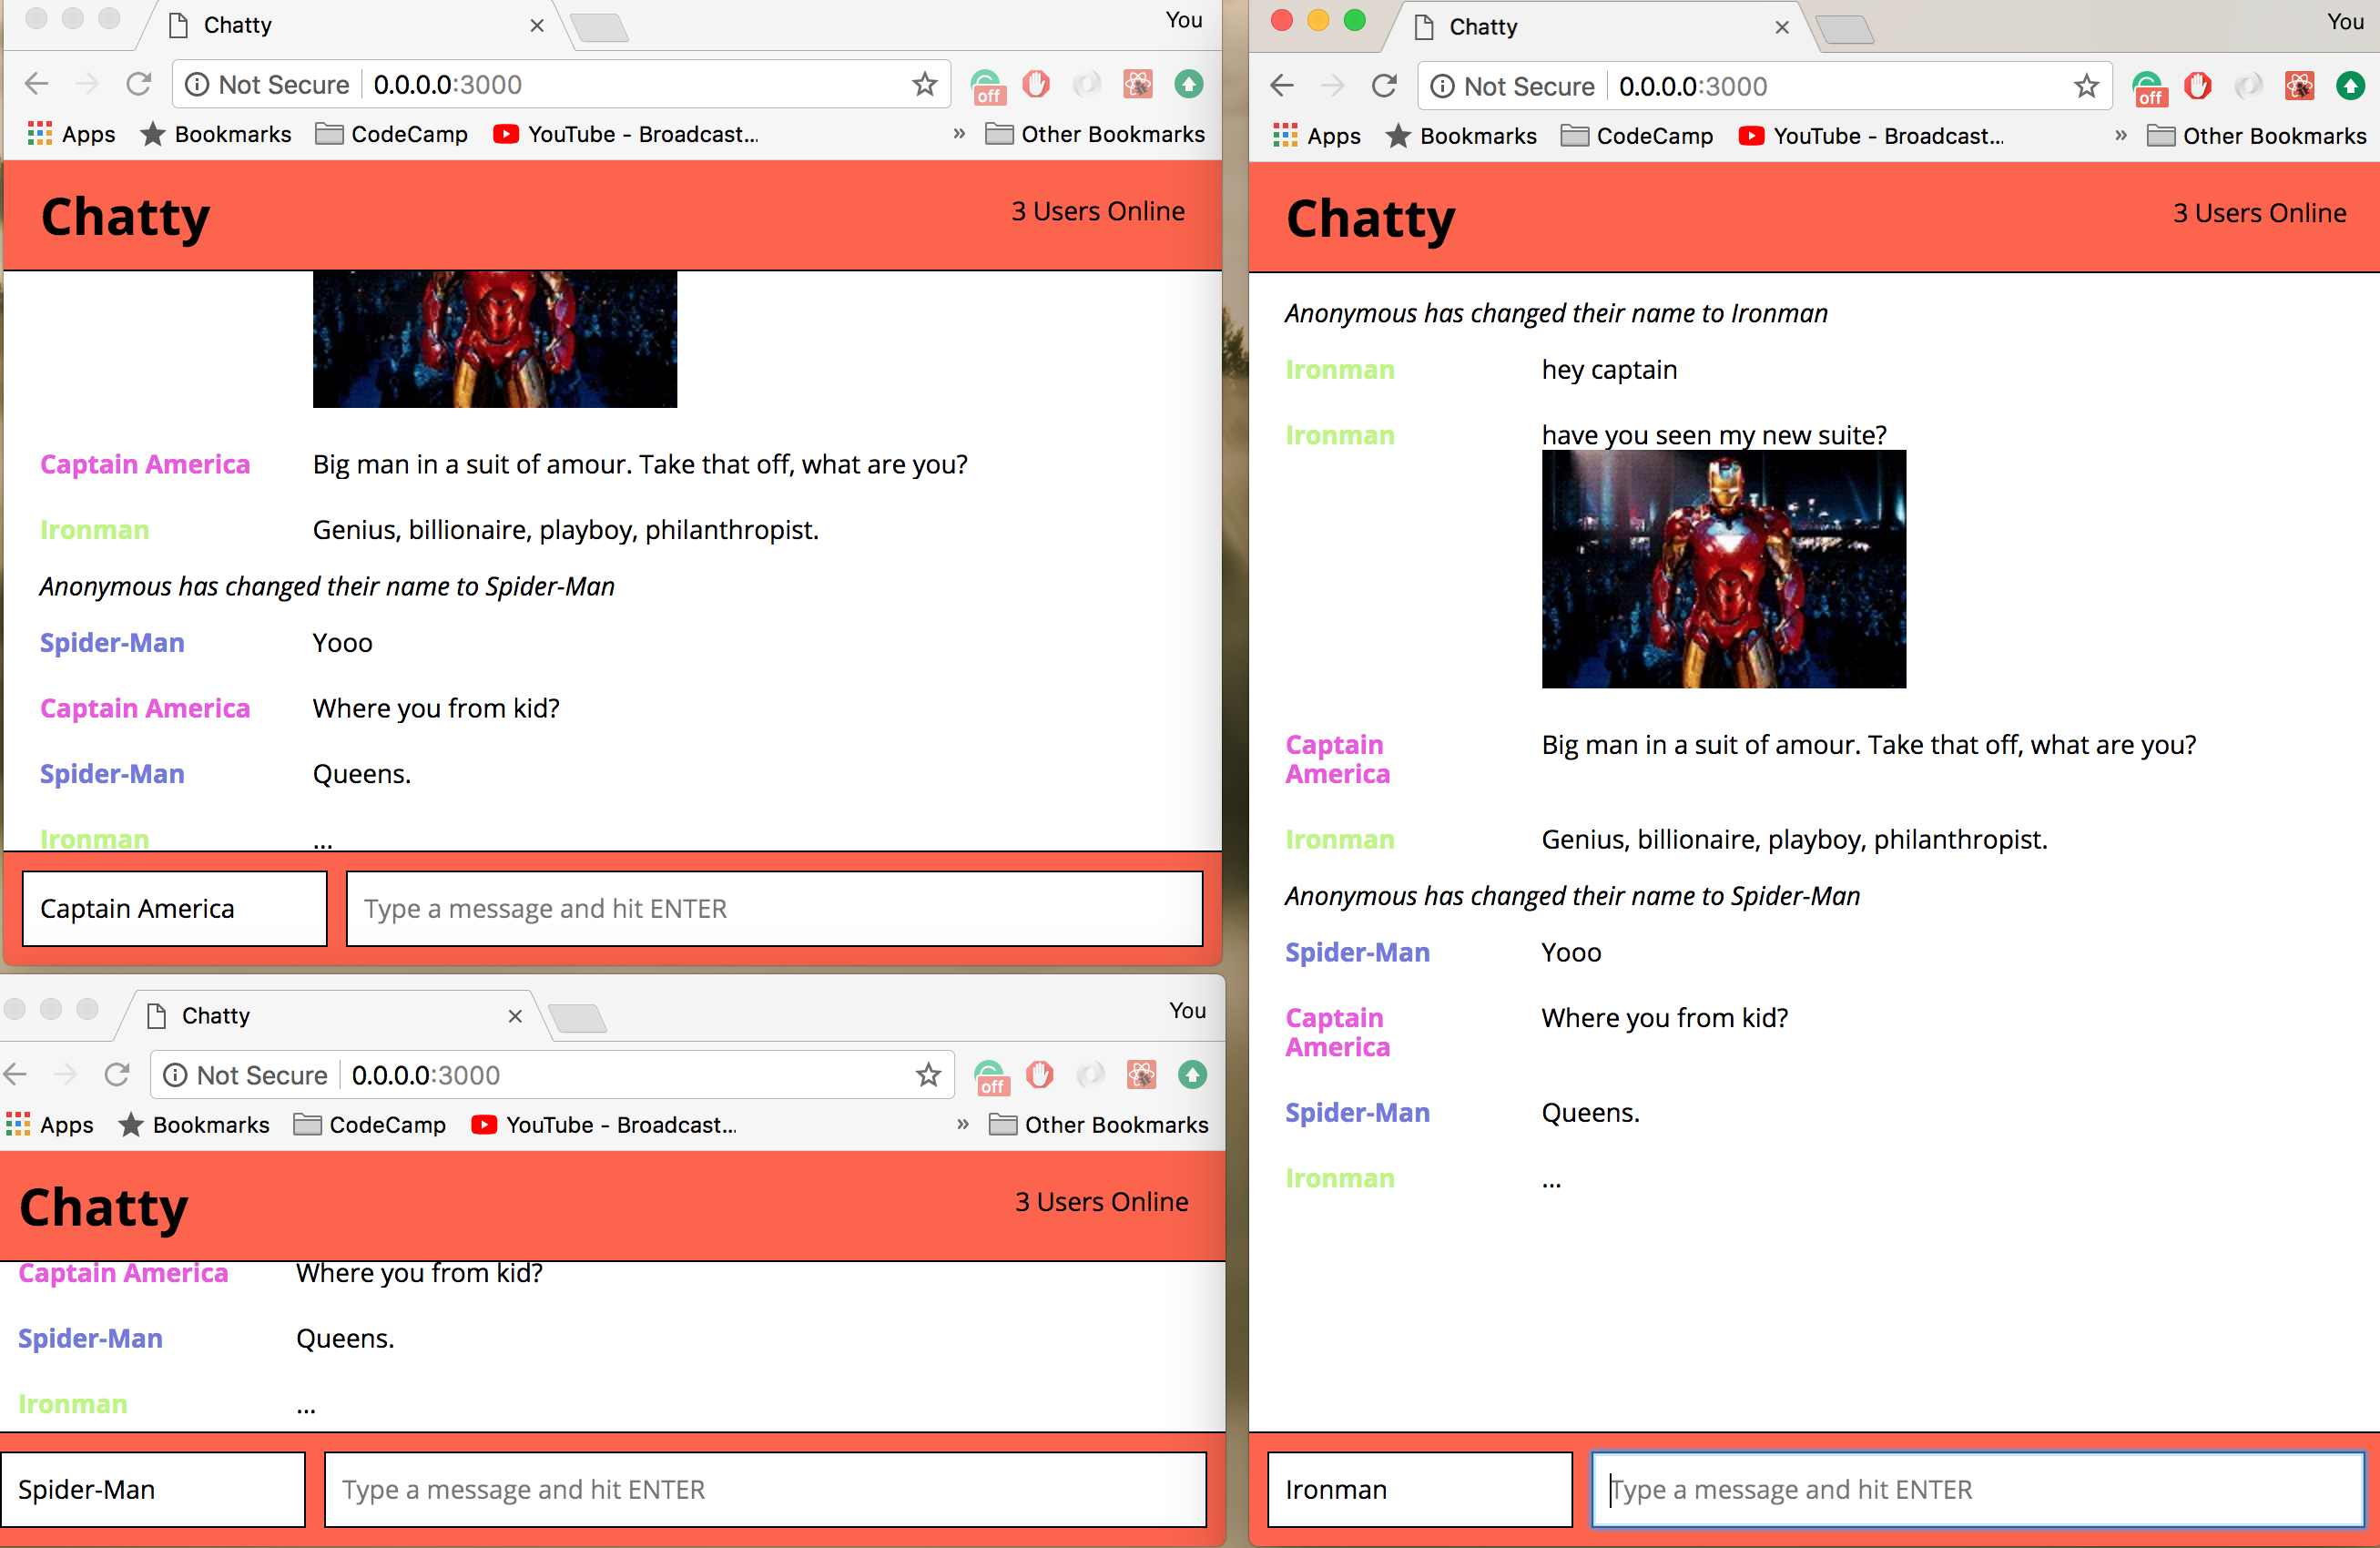 Chatty
You
Not Secure 0.0.0.0:3000
off
Apps Bookmarks CodeCamp YouTube - Broadcast... » Other Bookmarks
Chatty
3 Users Online
Captain America Big man in a suit of amour. Take that off, what are you?
Ironman Genius, billionaire, playboy, philanthropist.
Anonymous has changed their name to Spider-Man
Spider-Man Yooo
Captain America Where you from kid?
Spider-Man Queens.
Ironman ...
Captain America Type a message and hit ENTER
Chatty
You
Not Secure 0.0.0.0:3000
off
Apps Bookmarks CodeCamp YouTube - Broadcast... » Other Bookmarks
Chatty
3 Users Online
Captain America Where you from kid?
Spider-Man Queens.
Ironman ...
Spider-Man Type a message and hit ENTER
Chatty
You
Not Secure 0.0.0.0:3000
off
Apps Bookmarks CodeCamp YouTube - Broadcast... » Other Bookmarks
Chatty
3 Users Online
Anonymous has changed their name to Ironman
Ironman hey captain
Ironman have you seen my new suite?
Captain Big man in a suit of amour. Take that off, what are you?
America
Ironman Genius, billionaire, playboy, philanthropist.
Anonymous has changed their name to Spider-Man
Spider-Man Yooo
Captain Where you from kid?
America
Spider-Man Queens.
Ironman ...
Ironman Type a message and hit ENTER